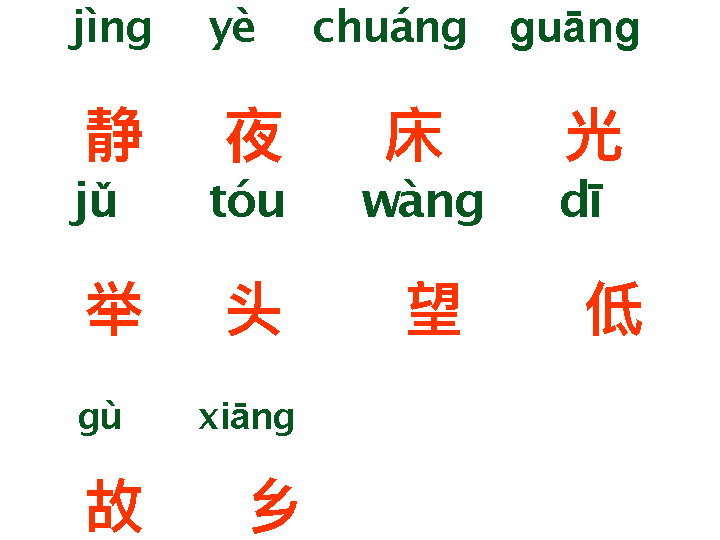 jìng yè chuáng guāng
静 夜 床 光
jǔ tóu wàng dī
举 头 望 低
gù xiāng
故 乡